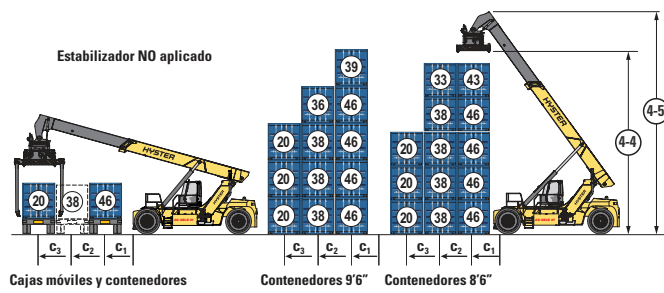 Estabilizador NO aplicado
39
33
43
36
46
20
38
46
20
38
46
20
38
46
38
46
20
38
46
20
38
46
20
38
46
HYSTER
HYSTER
4-4
4-5
20
38
46
c3
c2
c1
c3
c2
c1
c3
c2
c1
Cajas móviles y contenedores
Contenedores 9'6”
Contenedores 8'6”